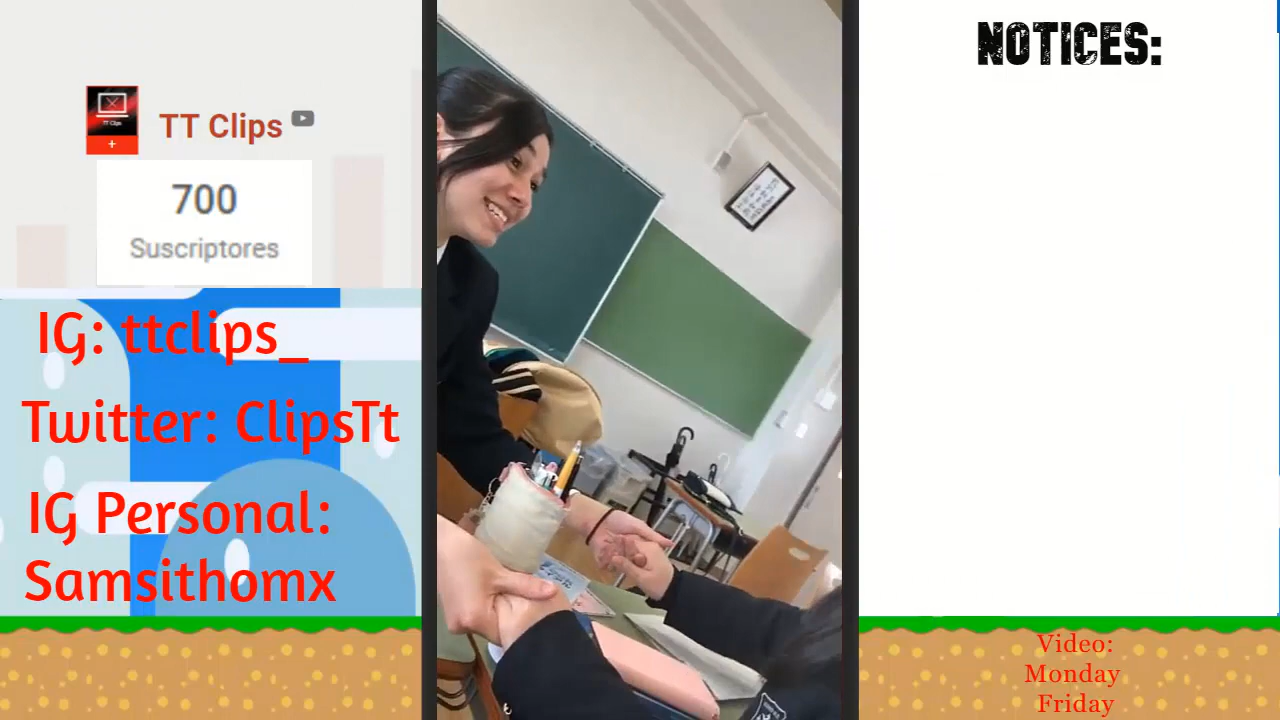 TT Clips
700
Suscriptores
IG: ttclips_
Twitter: ClipsTt
IG Personal:
Samsithomx
NOTICES:
Video:
Monday
Friday